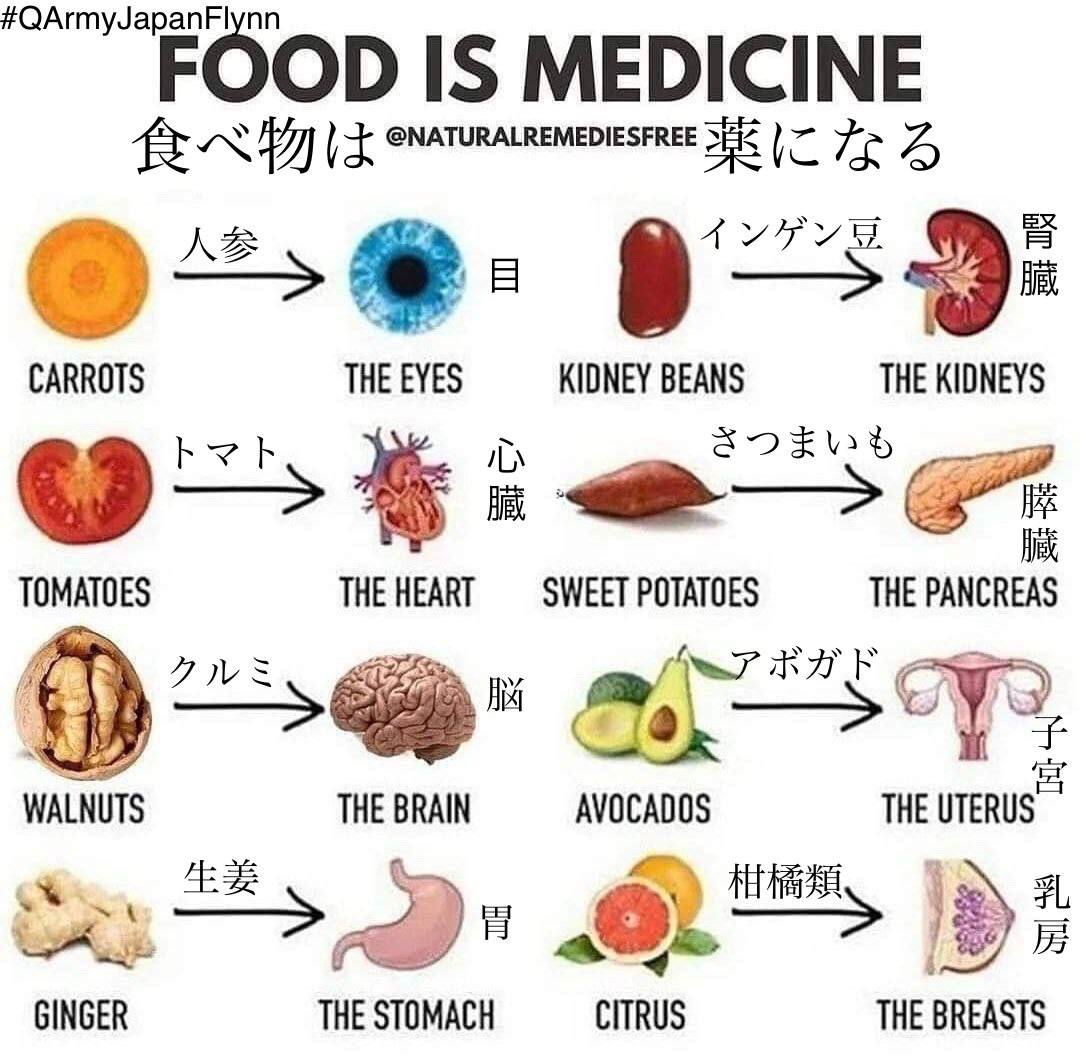 #QArmyJapanFlynn
FOOD IS MEDICINE
食べ物は @NATURALREMEDIESFREE 薬になる
人参
目
インゲン豆
腎臓
CARROTS
THE EYES
KIDNEY BEANS
THE KIDNEYS
トマト
心臓
さつまいも
膵臓
TOMATOES
THE HEART
SWEET POTATOES
THE PANCREAS
クルミ
脳
アボガド
子宮
WALNUTS
THE BRAIN
AVOCADOS
THE UTERUS
生姜
胃
柑橘類
乳房
GINGER
THE STOMACH
CITRUS
THE BREASTS